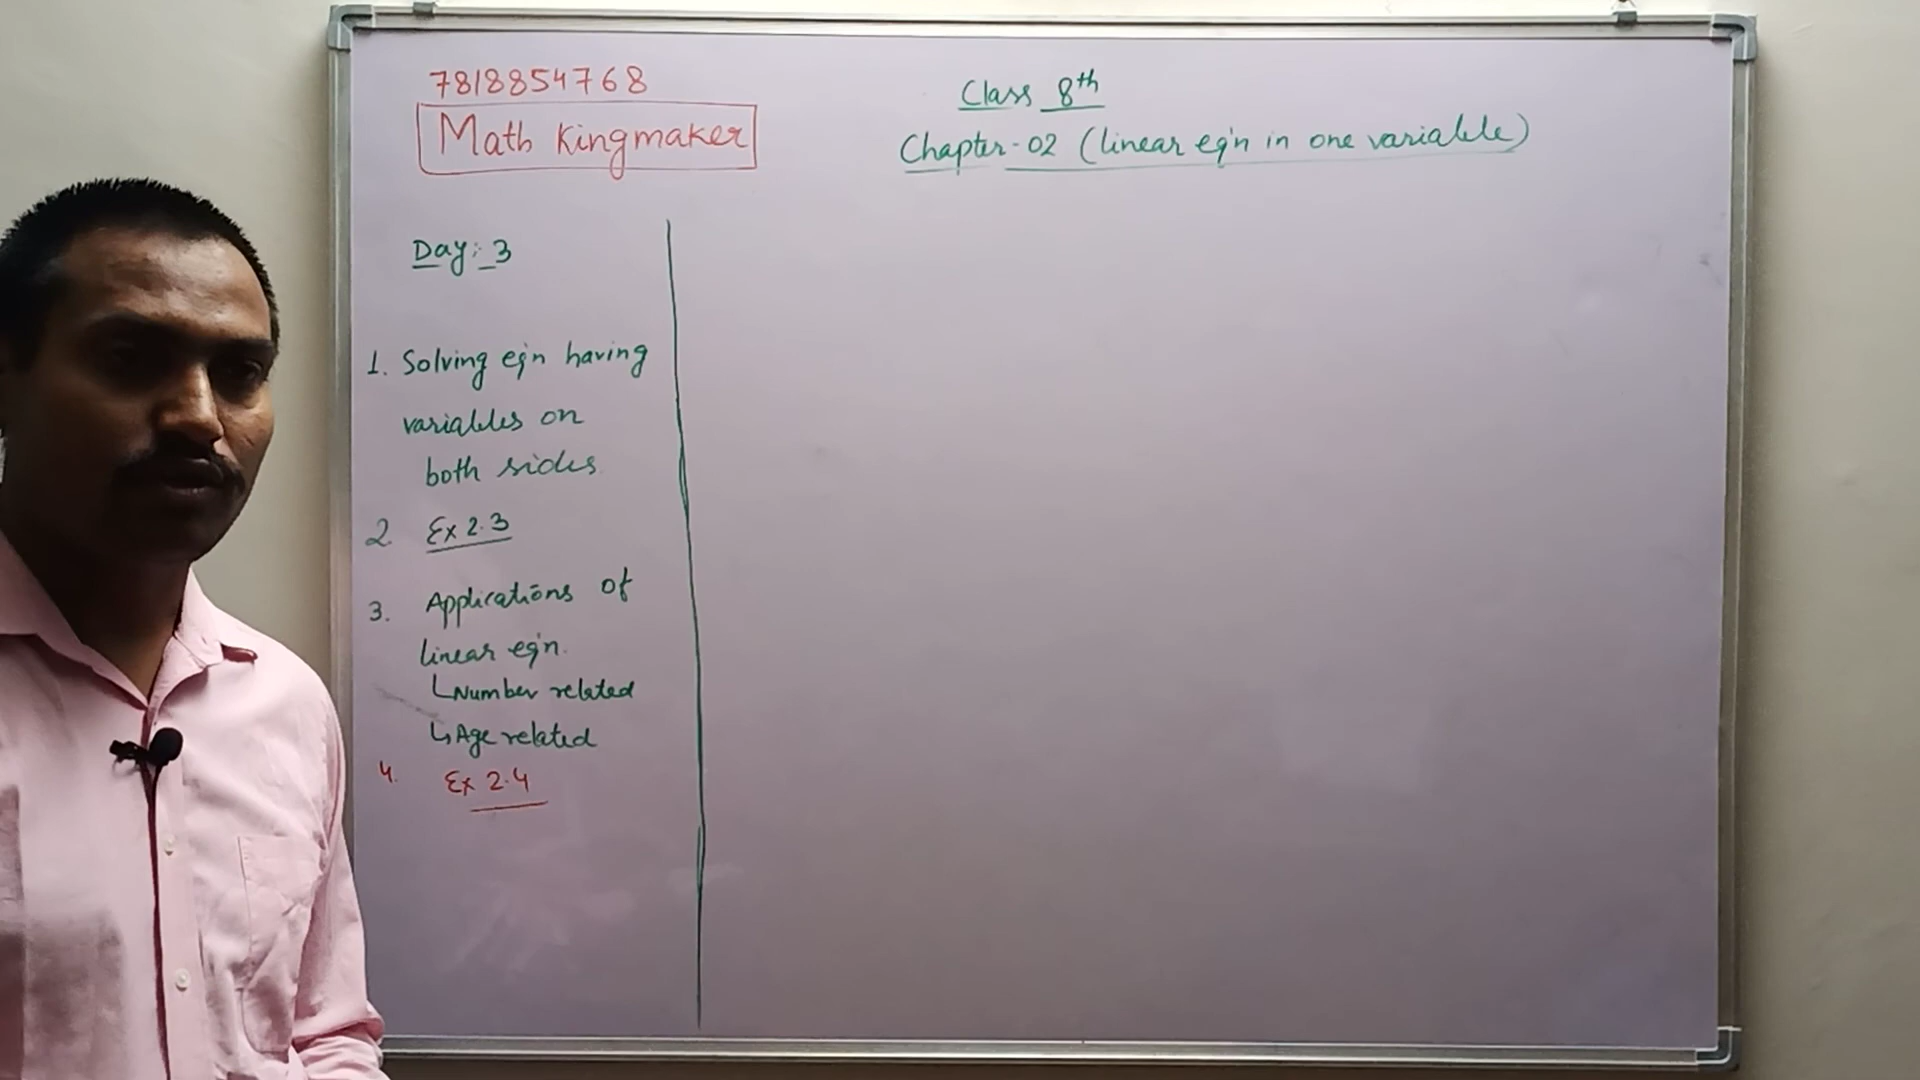 7818854768
Math Kingmaker
Class 8th
Chapter-02 (linear eq'n in one variable)
Day:-3
1. Solving eq'n having
variables on
both sides
2. Ex 2.3
3. Applications of
linear eq'n.
↳ Number related
↳ Age related
4. Ex 2.4